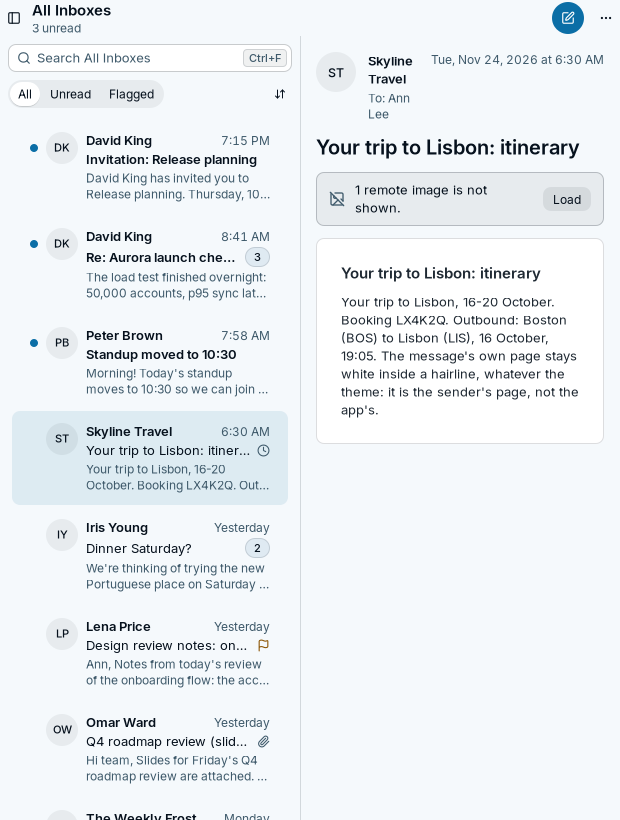 All Inboxes
3 unread
Search All Inboxes
Ctrl+F
All
Unread
Flagged
DK
David King
7:15 PM
Invitation: Release planning
David King has invited you to
Release planning. Thursday, 10...
DK
David King
8:41 AM
Re: Aurora launch che...
3
The load test finished overnight:
50,000 accounts, p95 sync lat...
PB
Peter Brown
7:58 AM
Standup moved to 10:30
Morning! Today's standup
moves to 10:30 so we can join ...
ST
Skyline Travel
6:30 AM
Your trip to Lisbon: itiner...
Your trip to Lisbon, 16-20
October. Booking LX4K2Q. Out...
IY
Iris Young
Yesterday
Dinner Saturday?
2
We're thinking of trying the new
Portuguese place on Saturday ...
LP
Lena Price
Yesterday
Design review notes: on...
Ann, Notes from today's review
of the onboarding flow: the acc...
OW
Omar Ward
Yesterday
Q4 roadmap review (slid...
Hi team, Slides for Friday's Q4
roadmap review are attached. ...
The Weekly Frost
Monday
ST
Skyline
Travel
Tue, Nov 24, 2026 at 6:30 AM
To: Ann
Lee
Your trip to Lisbon: itinerary
1 remote image is not
shown.
Load
Your trip to Lisbon: itinerary
Your trip to Lisbon, 16-20 October.
Booking LX4K2Q. Outbound: Boston
(BOS) to Lisbon (LIS), 16 October,
19:05. The message's own page stays
white inside a hairline, whatever the
theme: it is the sender's page, not the
app's.